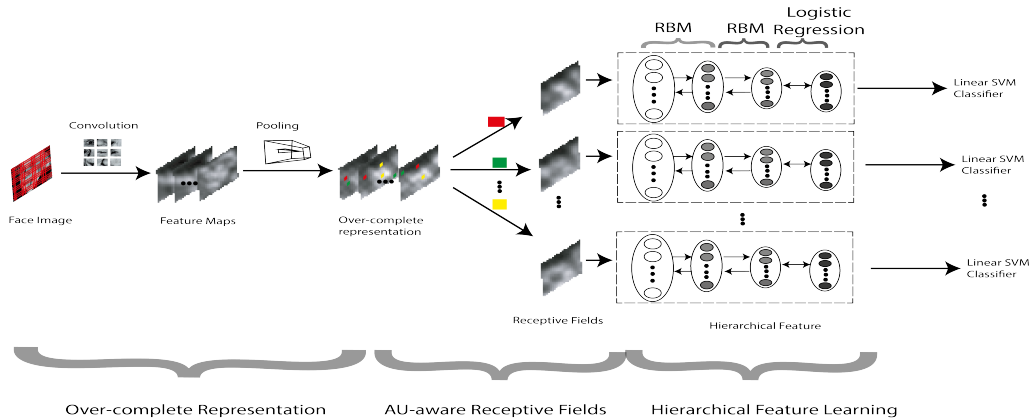 Logistic
RBM RBM Regression
Linear SVM
Classifier
Convolution
Pooling
Linear SVM
Classifier
Face Image
Feature Maps
Over-complete
representation
Linear SVM
Classifier
Receptive Fields
Hierarchical Feature
Over-complete Representation
AU-aware Receptive Fields
Hierarchical Feature Learning